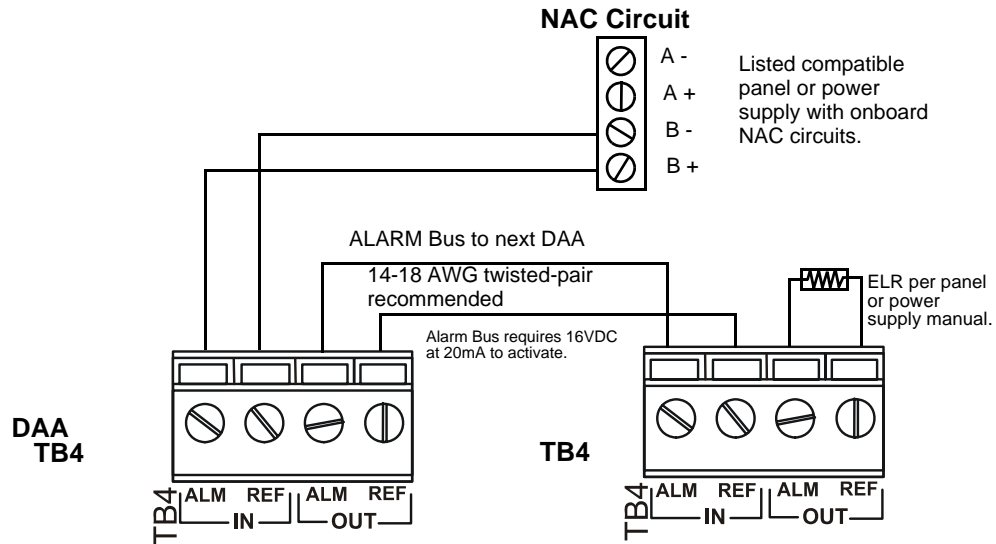 NAC Circuit
A -
A +
B -
B +
Listed compatible
panel or power
supply with onboard
NAC circuits.
ALARM Bus to next DAA
14-18 AWG twisted-pair
recommended
Alarm Bus requires 16VDC
at 20mA to activate.
ELR per panel
or power
supply manual.
DAA
TB4
TB4
ALM REF ALM REF
IN OUT
TB4
TB4
ALM REF ALM REF
IN OUT